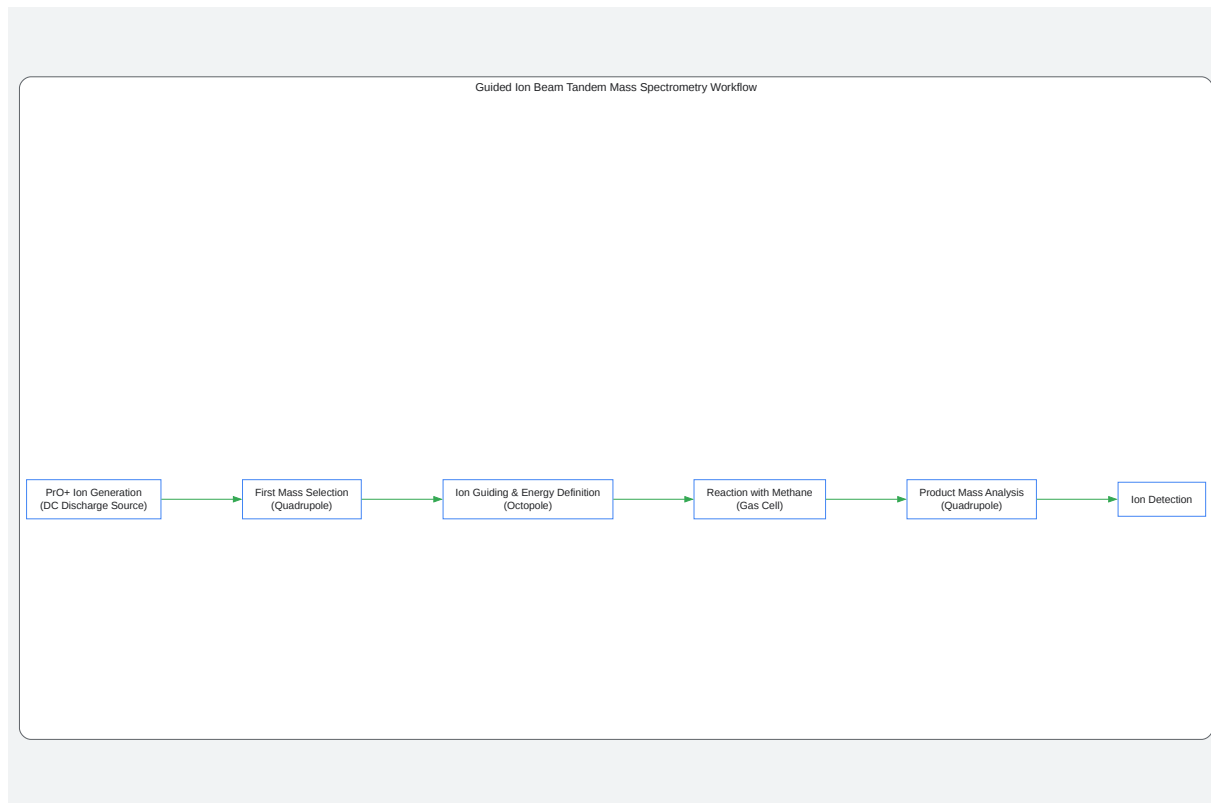 Guided Ion Beam Tandem Mass Spectrometry Workflow
PrO+ Ion Generation
(DC Discharge Source)
First Mass Selection
(Quadrupole)
Ion Guiding & Energy Definition
(Octopole)
Reaction with Methane
(Gas Cell)
Product Mass Analysis
(Quadrupole)
Ion Detection